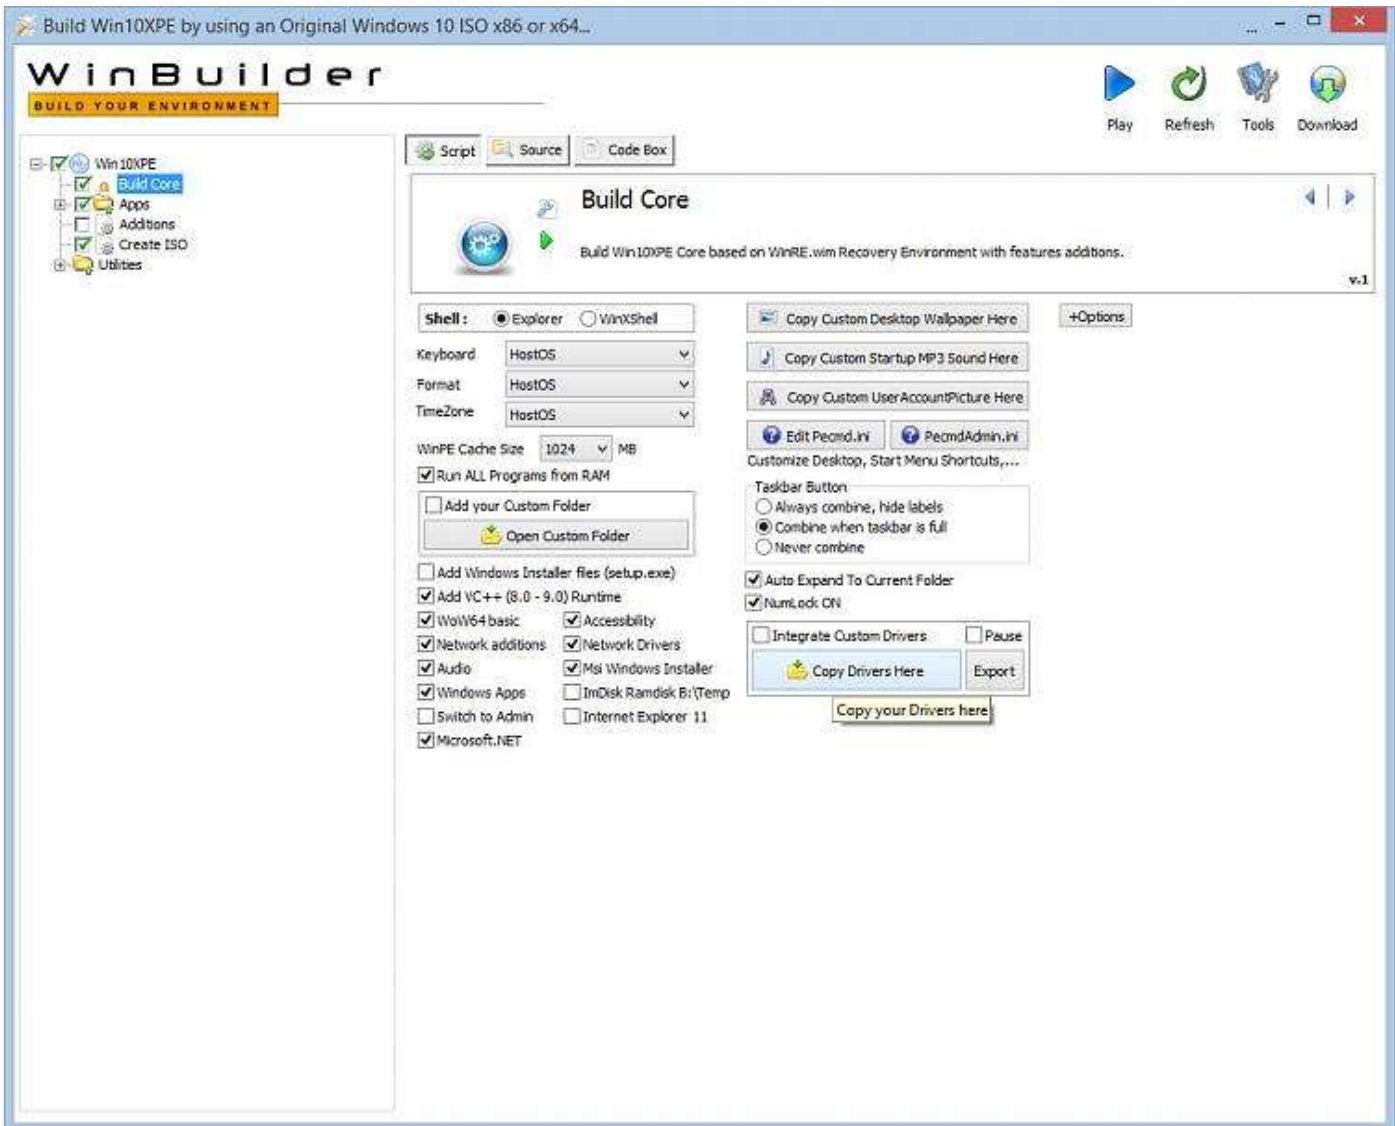 Build Win10XPE by using an Original Windows 10 ISO x86 or x64...
WinBuilder
BUILD YOUR ENVIRONMENT
Play Refresh Tools Download
Win10XPE
Build Core
Apps
Additions
Create ISO
Utilities
Script Source Code Box
Build Core
Build Win10XPE Core based on WinRE.wim Recovery Environment with features additions.
v.1
Shell : Explorer WinXShell
Keyboard HostOS
Format HostOS
TimeZone HostOS
WinPE Cache Size 1024 MB
Run ALL Programs from RAM
Add your Custom Folder
Open Custom Folder
Add Windows Installer files (setup.exe)
Add VC++ (8.0 - 9.0) Runtime
WoW64 basic Accessibility
Network additions Network Drivers
Audio Msi Windows Installer
Windows Apps ImDisk Ramdisk B:\Temp
Switch to Admin Internet Explorer 11
Microsoft.NET
Copy Custom Desktop Wallpaper Here
Copy Custom Startup MP3 Sound Here
Copy Custom UserAccountPicture Here
Edit Pecmd.ini PecmdAdmin.ini
Customize Desktop, Start Menu Shortcuts,...
Taskbar Button
Always combine, hide labels
Combine when taskbar is full
Never combine
Auto Expand To Current Folder
NumLock ON
Integrate Custom Drivers Pause
Copy Drivers Here Export
Copy your Drivers here
+Options